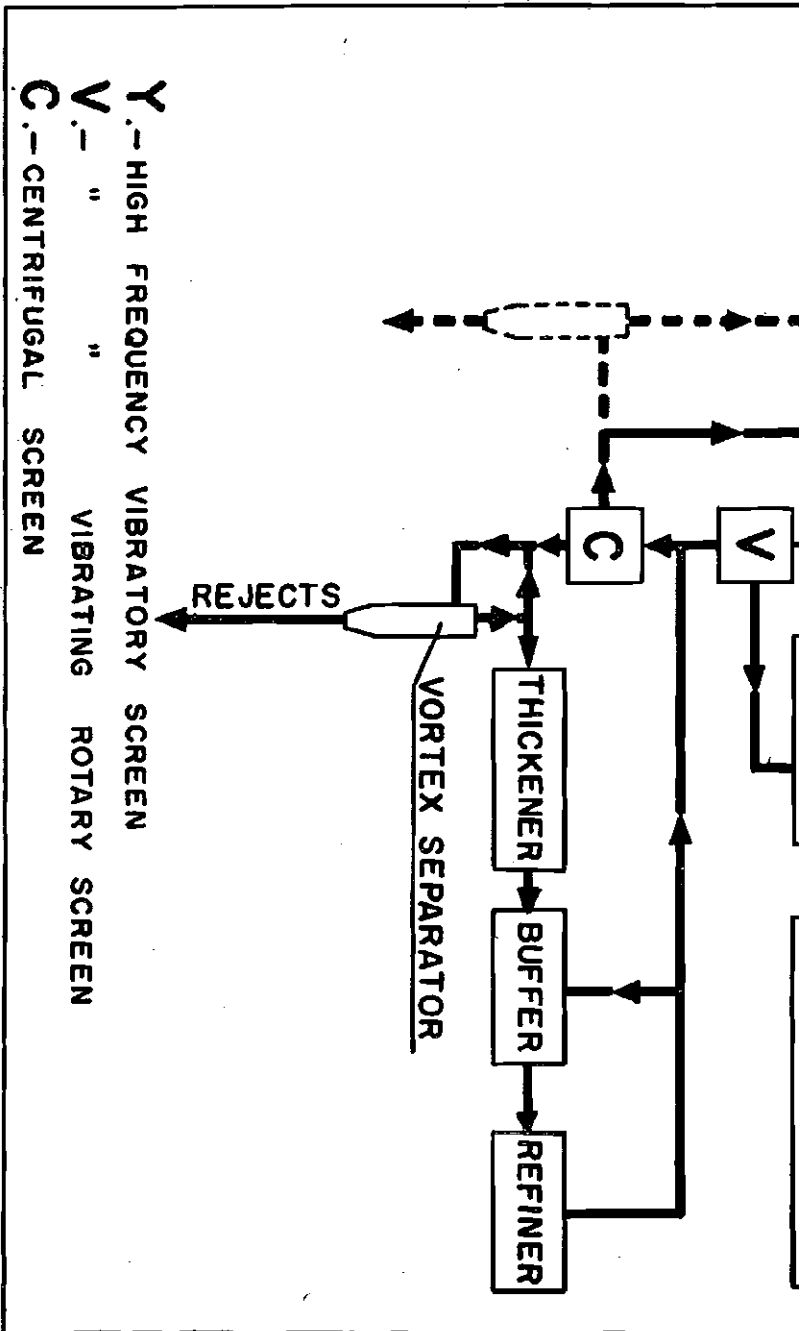 V
C
THICKENER
BUFFER
REFINER
VORTEX SEPARATOR
REJECTS
Y.- HIGH FREQUENCY VIBRATORY SCREEN
V.- " " VIBRATING ROTARY SCREEN
C.- CENTRIFUGAL SCREEN